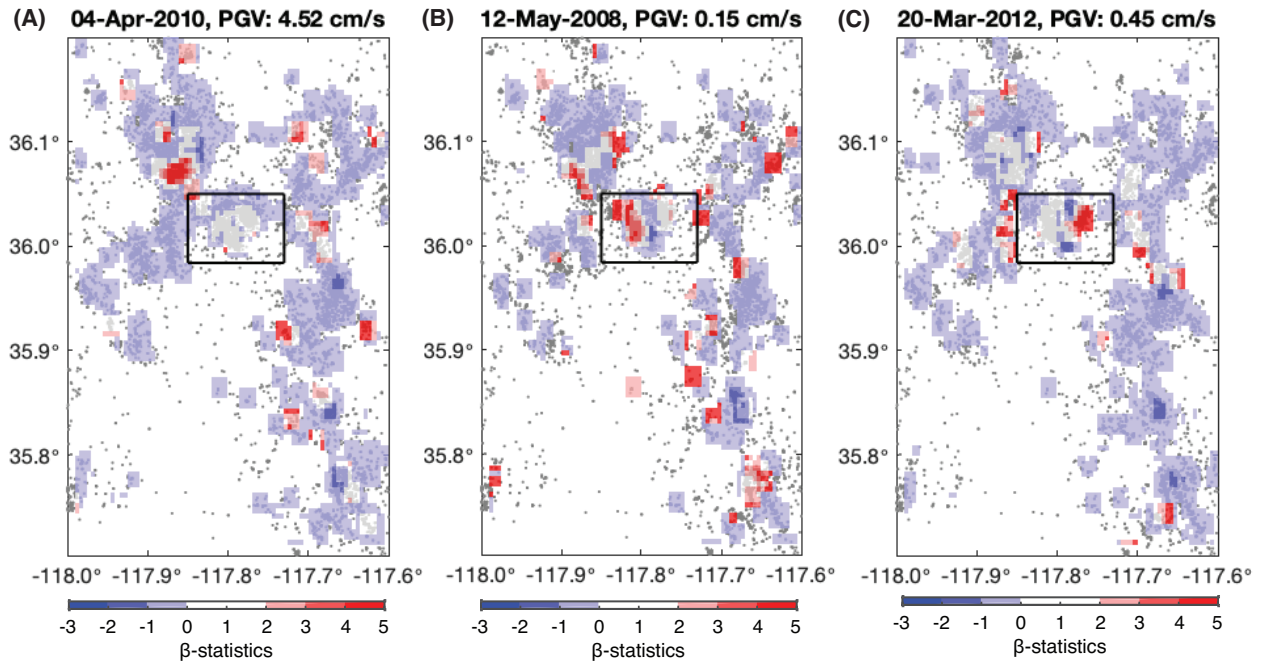 (A) 04-Apr-2010, PGV: 4.52 cm/s
36.1°
36.0°
35.9°
35.8°
-118.0° -117.9° -117.8° -117.7° -117.6°
-3 -2 -1 0 1 2 3 4 5
β-statistics
(B) 12-May-2008, PGV: 0.15 cm/s
36.1°
36.0°
35.9°
35.8°
-118.0° -117.9° -117.8° -117.7° -117.6°
-3 -2 -1 0 1 2 3 4 5
β-statistics
(C) 20-Mar-2012, PGV: 0.45 cm/s
36.1°
36.0°
35.9°
35.8°
-118.0° -117.9° -117.8° -117.7° -117.6°
-3 -2 -1 0 1 2 3 4 5
β-statistics